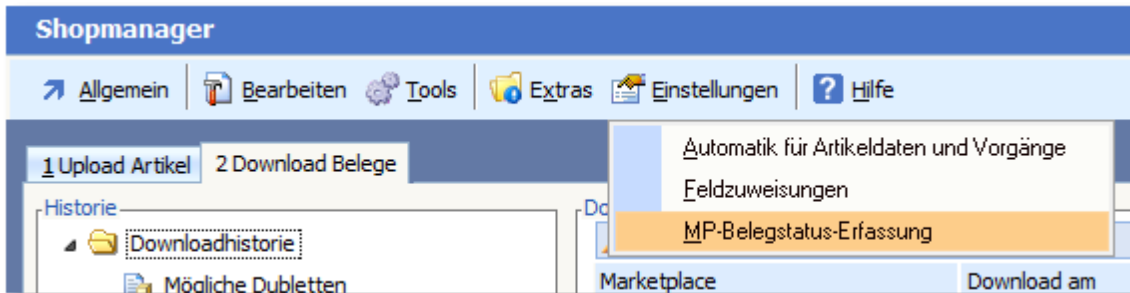 Shopmanager
Allgemein Bearbeiten Tools Extras Einstellungen ? Hilfe
Automatik für Artikeldaten und Vorgänge
Feldzuweisungen
MP-Belegstatus-Erfassung
1 Upload Artikel 2 Download Belege
Historie
Downloadhistorie
Mögliche Dubletten
Marketplace Download am